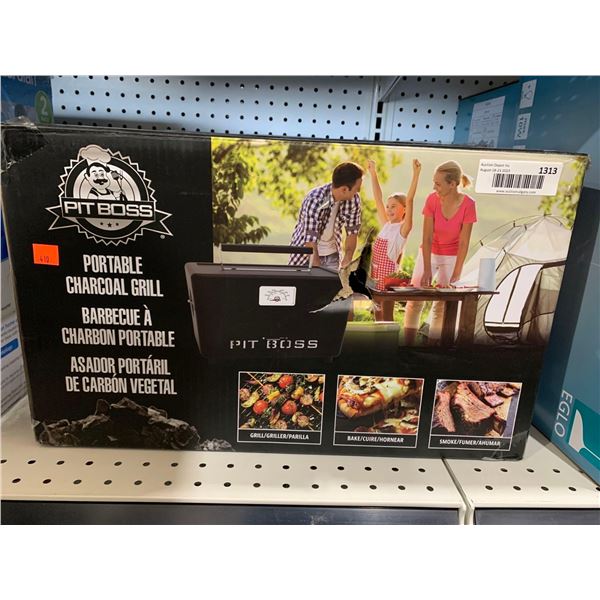 PIT BOSS
410
PORTABLE
CHARCOAL GRILL
BARBECUE À
CHARBON PORTABLE
ASADOR PORTÁRIL
DE CARBÓN VEGETAL
PIT BOSS
GRILL/GRILLER/PARILLA
BAKE/CUIRE/HORNEAR
SMOKE/FUMER/AHUMAR
1313
EGLO
2